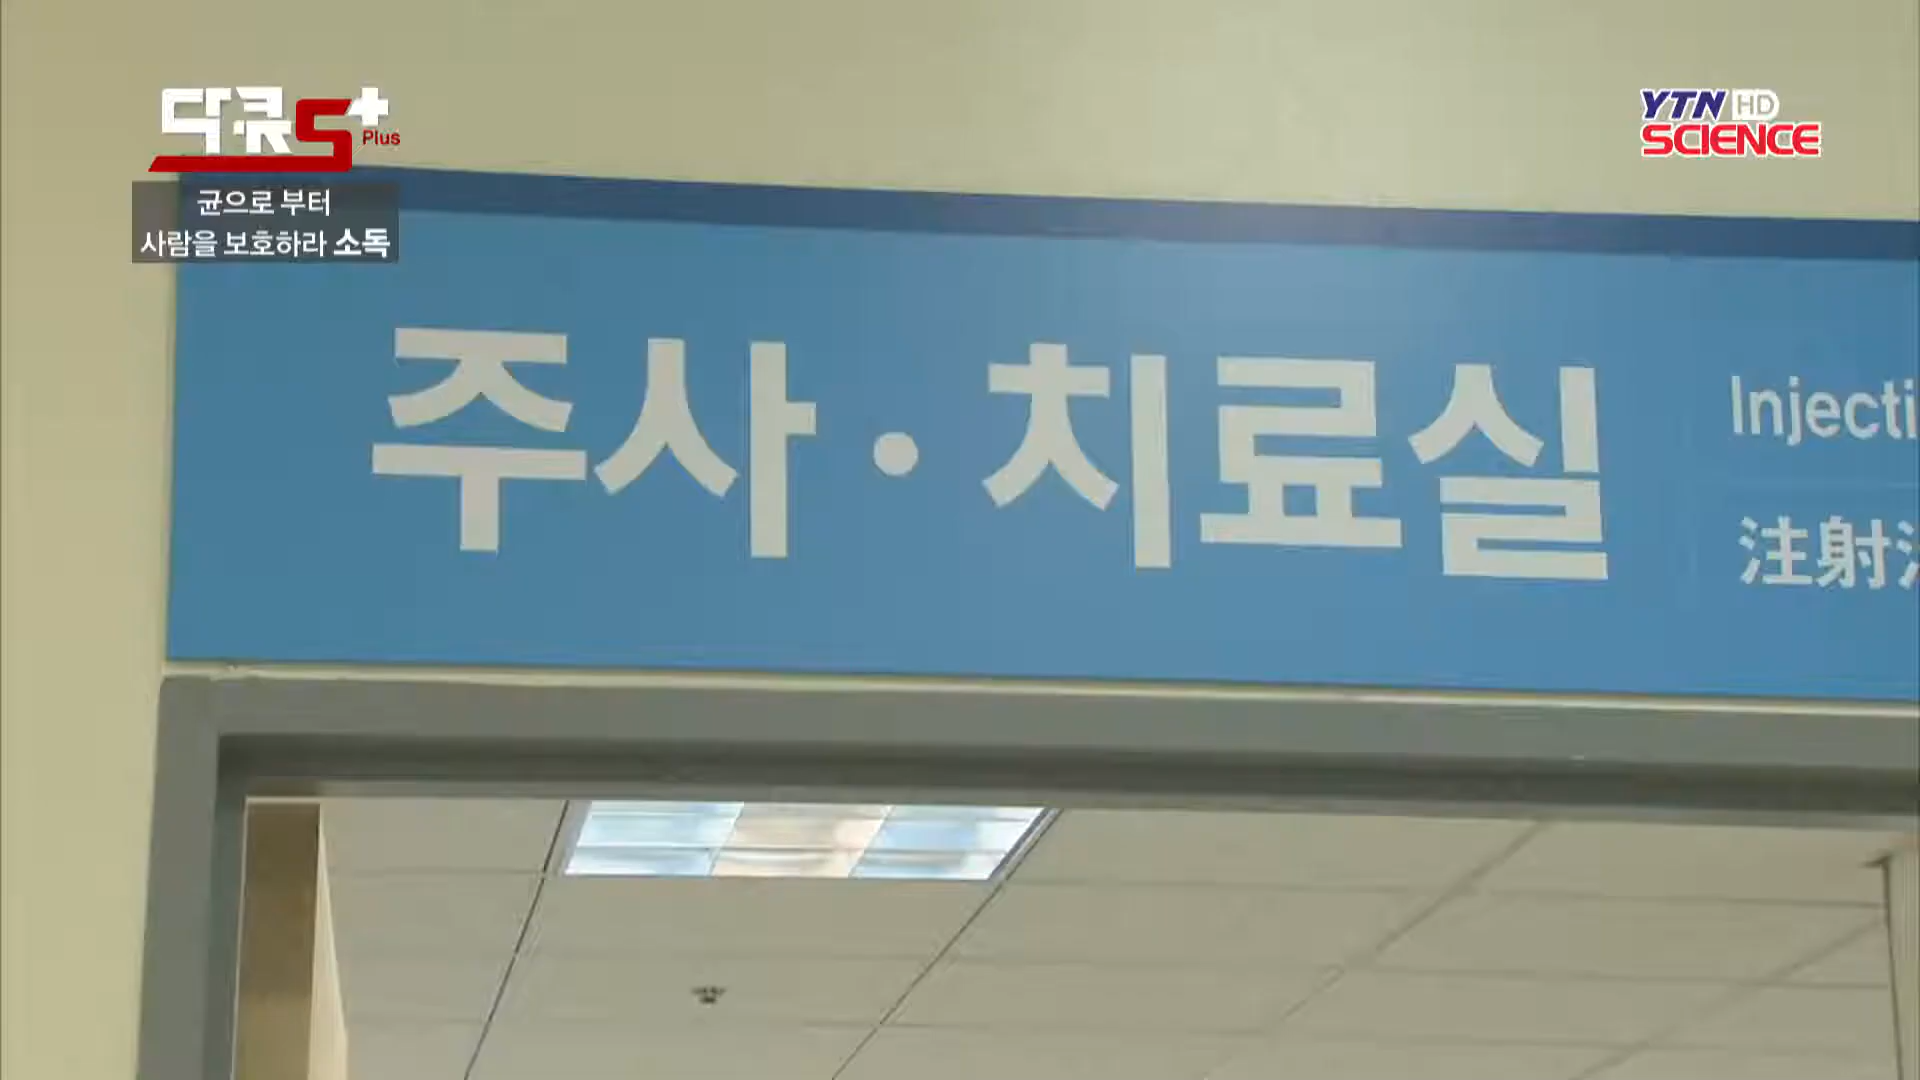 다큐S+
Plus
YTN HD
SCIENCE
균으로 부터
사람을 보호하라 소독
주사·치료실
Injecti
注射